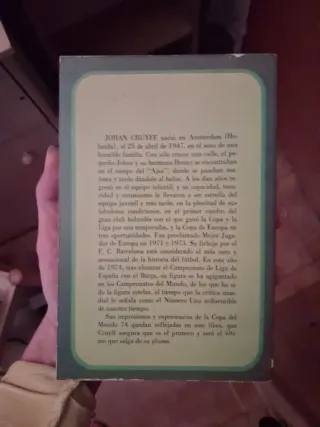 JOHAN CRUYFF nació en Amsterdam (Ho-
landa), el 25 de abril de 1947, en el seno de una
humilde familia. Con sólo cruzar una calle, el pe-
queño Johan y su hermano Henny se encontraban
en el campo del "Ajax", donde se pasaban ma-
ñana y tarde dándole al balón. A los diez años in-
gresó en el equipo infantil, y su capacidad, tena-
cidad y entusiasmo le llevaron a ser estrella del
equipo juvenil y más tarde, en la plenitud de sus
fabulosas condiciones, en el primer cuadro del
gran club holandés con el que ganó la Copa y la
Liga por seis temporadas, y la Copa de Europa en
tres oportunidades. Fue proclamado Mejor Juga-
dor de Europa en 1971 y 1973. Su fichaje por el
F. C. Barcelona está considerado el más caro y
sensacional de la historia del fútbol. En este año
de 1974, tras alcanzar el Campeonato de Liga de
España con el Barça, su figura se ha agigantado
en los Campeonatos del Mundo, de los que ha si-
do la figura estelar, al tiempo que la crítica mun-
dial le señala como el Número Uno indiscutible
de nuestro tiempo.
Sus impresiones y experiencias de la Copa del
Mundo 74 quedan reflejadas en este libro, que
Cruyff asegura que es el primero y será el últi-
mo que salga de su pluma.